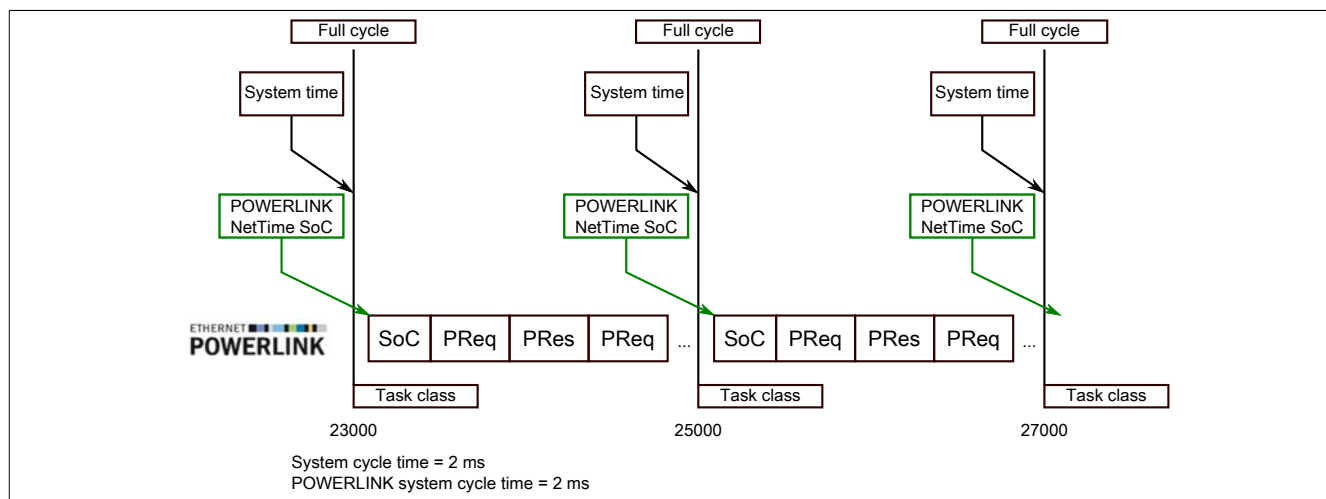 Full cycle
Full cycle
Full cycle
System time
System time
System time
POWERLINK
NetTime SoC
POWERLINK
NetTime SoC
POWERLINK
NetTime SoC
ETHERNET
POWERLINK
SoC PReq PRes PReq ... SoC PReq PRes PReq ...
Task class
Task class
Task class
23000
25000
27000
System cycle time = 2 ms
POWERLINK system cycle time = 2 ms